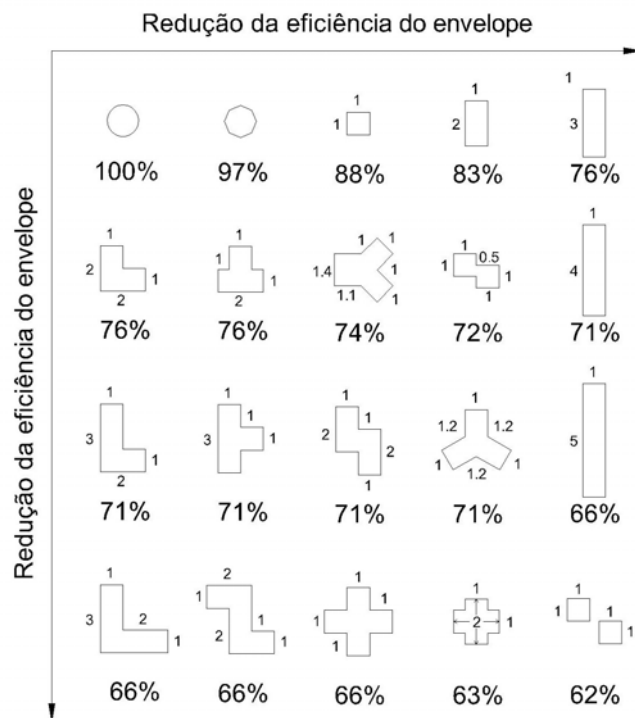 Redução da eficiência do envelope
Redução da eficiência do envelope
1 1 1
1 2 3
100% 97% 88% 83% 76%
1 1 1 1 1 1
2 1 1 1.4 1 1 0.5 4
2 2 1.1 1 1
76% 76% 74% 72% 71%
1 1 1 1
3 1 3 1 2 2 1.2 1.2 5
2 1 1 1.2 1
71% 71% 71% 71% 66%
1 2 1 1 1
3 2 1 1 1 1 1 2 1 1
1 2 1 1 1
66% 66% 66% 63% 62%